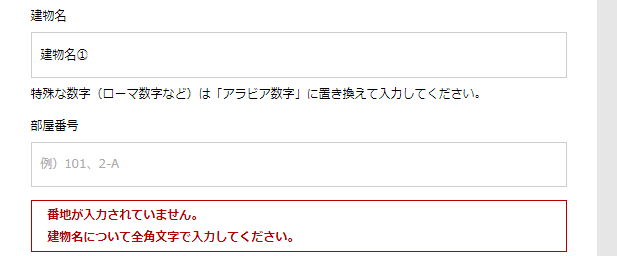 建物名
建物名①
特殊な数字（ローマ数字など）は「アラビア数字」に置き換えて入力してください。
部屋番号
例）101、2-A
番地が入力されていません。
建物名について全角文字で入力してください。